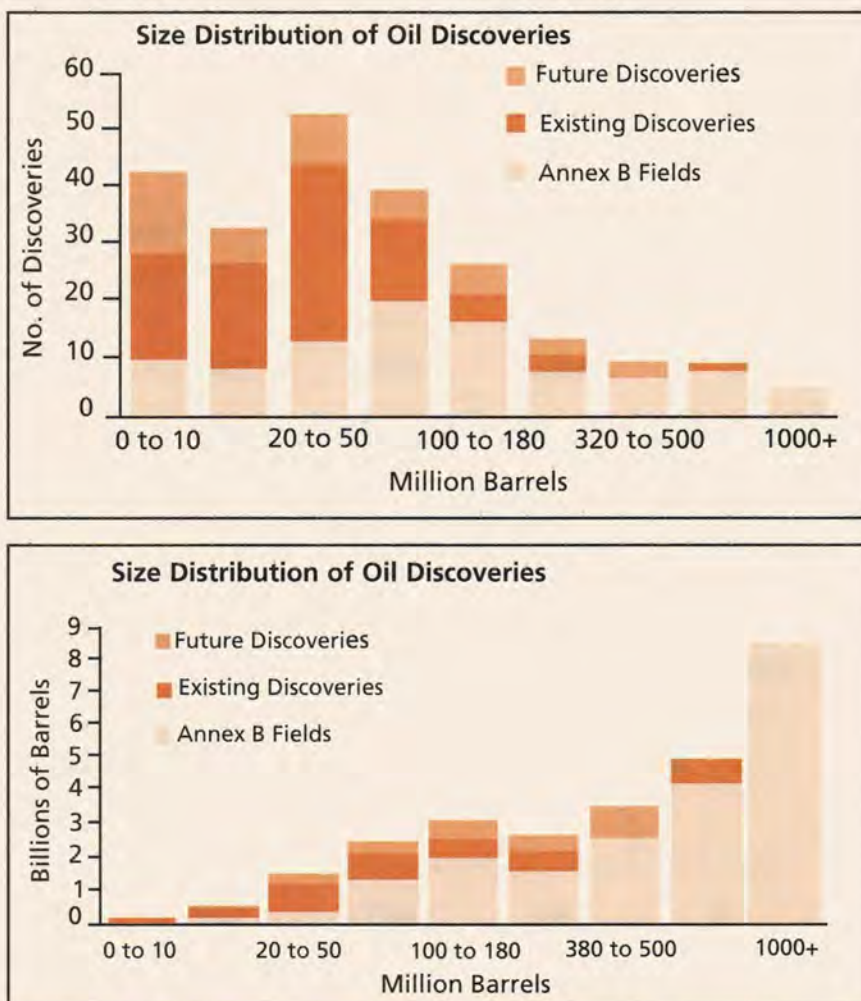 Size Distribution of Oil Discoveries
60
50
40
30
20
10
0
No. of Discoveries
Future Discoveries
Existing Discoveries
Annex B Fields
0 to 10
20 to 50
100 to 180
320 to 500
1000+
Million Barrels
Size Distribution of Oil Discoveries
9
8
7
6
5
4
3
2
1
0
Billions of Barrels
Future Discoveries
Existing Discoveries
Annex B Fields
0 to 10
20 to 50
100 to 180
380 to 500
1000+
Million Barrels